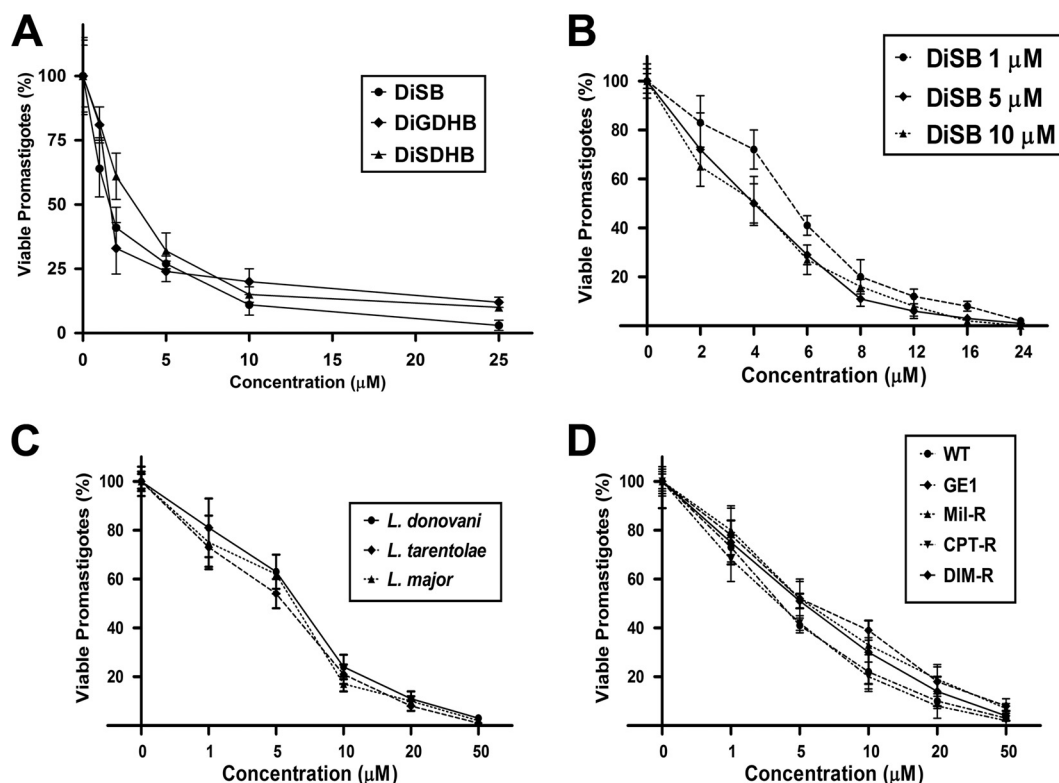 A
Viable Promastigotes (%)
100
75
50
25
0
0 5 10 15 20 25
Concentration (μM)
DiSB
DiGDHB
DiSDHB
B
Viable Promastigotes (%)
100
80
60
40
20
0 2 4 6 8 12 16 24
Concentration (μM)
DiSB 1 μM
DiSB 5 μM
DiSB 10 μM
C
Viable Promastigotes (%)
100
80
60
40
20
0 1 5 10 20 50
Concentration (μM)
L. donovani
L. tarentolae
L. major
D
Viable Promastigotes (%)
100
80
60
40
20
0 1 5 10 20 50
Concentration (μM)
WT
GE1
Mil-R
CPT-R
DIM-R